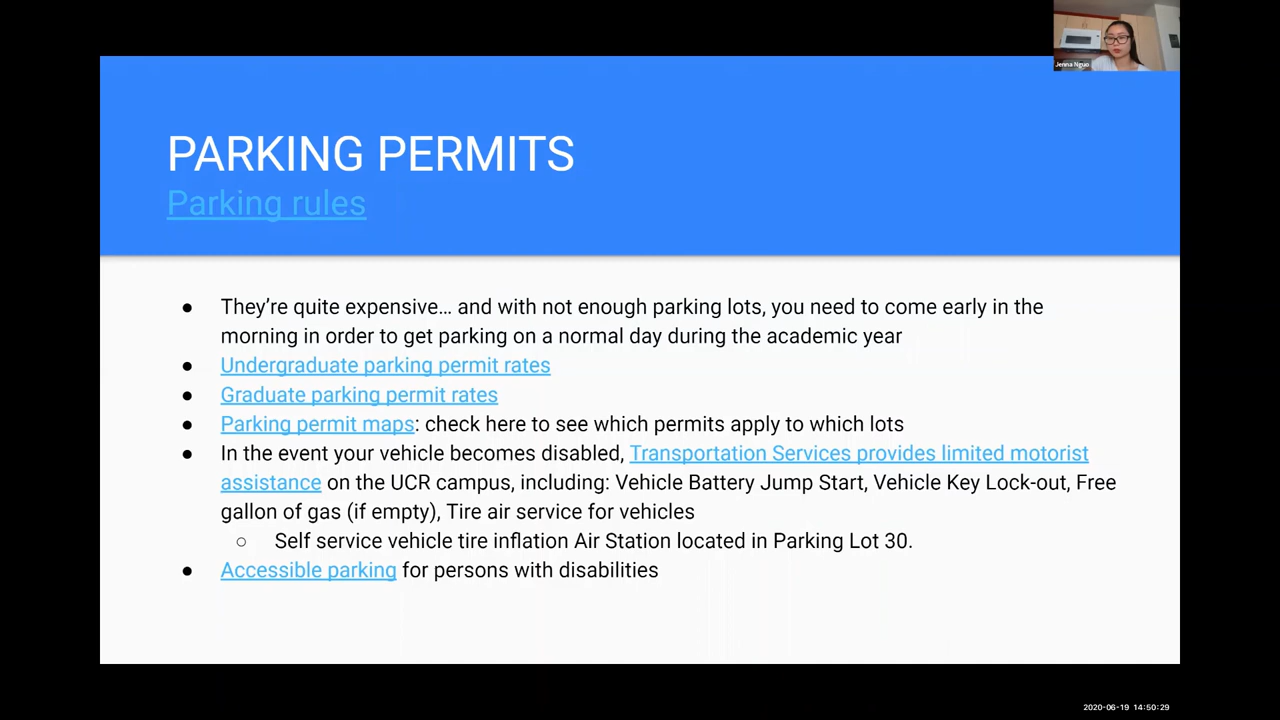 Jenna Nguo
PARKING PERMITS
Parking rules
● They’re quite expensive… and with not enough parking lots, you need to come early in the
morning in order to get parking on a normal day during the academic year
● Undergraduate parking permit rates
● Graduate parking permit rates
● Parking permit maps: check here to see which permits apply to which lots
● In the event your vehicle becomes disabled, Transportation Services provides limited motorist
assistance on the UCR campus, including: Vehicle Battery Jump Start, Vehicle Key Lock-out, Free
gallon of gas (if empty), Tire air service for vehicles
○ Self service vehicle tire inflation Air Station located in Parking Lot 30.
● Accessible parking for persons with disabilities
2020-06-19 14:50:29